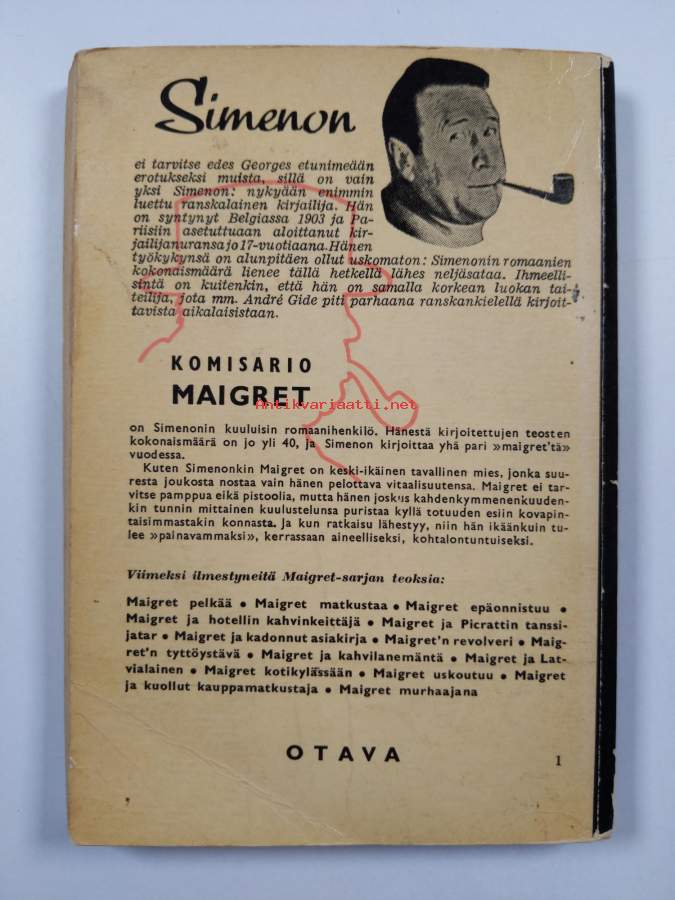 Simenon
ei tarvitse edes Georges etunimeään
erotukseksi muista, sillä on vain
yksi Simenon: nykyään enimmin
luettu ranskalainen kirjailija. Hän
on syntynyt Belgiassa 1903 ja Pa-
riisiin asetuttuaan aloittanut kir-
jailijanuransa jo 17-vuotiaana. Hänen
työkykynsä on alunpitäen ollut uskomaton: Simenonin romaanien
kokonaismäärä lienee tällä hetkellä lähes neljäsataa. Ihmeelli-
sintä on kuitenkin, että hän on samalla korkean luokan tai-
teilija, jota mm. André Gide piti parhaana ranskankielellä kirjoit-
tavista aikalaisistaan.
KOMISARIO
MAIGRET
Antikvariaatti.net
on Simenonin kuuluisin romaanihenkilö. Hänestä kirjoitettujen teosten
kokonaismäärä on jo yli 40, ja Simenon kirjoittaa yhä pari »maigret'tä»
vuodessa.
Kuten Simenonkin Maigret on keski-ikäinen tavallinen mies, jonka suu-
resta joukosta nostaa vain hänen pelottava vitaalisuutensa. Maigret ei tar-
vitse pamppua eikä pistoolia, mutta hänen joskus kahdenkymmenenkuuden-
kin tunnin mittainen kuulustelunsa puristaa kyllä totuuden esiin kovapin-
taisimmastakin konnasta. Ja kun ratkaisu lähestyy, niin hän ikäänkuin tu-
lee »painavammaksi», kerrassaan aineelliseksi, kohtalontuntuiseksi.
Viimeksi ilmestyneitä Maigret-sarjan teoksia:
Maigret pelkää • Maigret matkustaa • Maigret epäonnistuu •
Maigret ja hotellin kahvinkeittäjä • Maigret ja Picrattin tanssi-
jatar • Maigret ja kadonnut asiakirja • Maigret'n revolveri • Maig-
ret'n tyttöystävä • Maigret ja kahvilanemäntä • Maigret ja Lat-
vialainen • Maigret kotikylässään • Maigret uskoutuu • Maigret
ja kuollut kauppamatkustaja • Maigret murhaajana
OTAVA
1